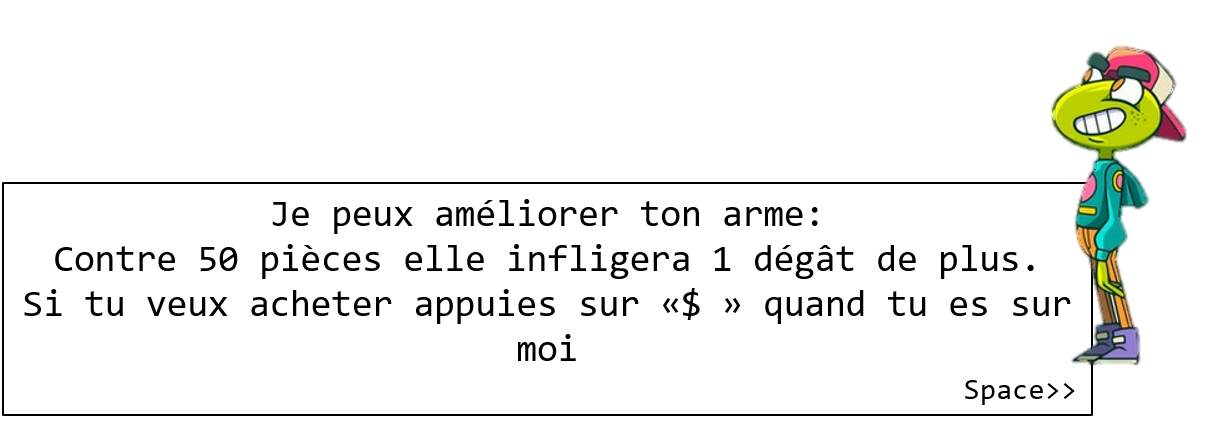 Je peux améliorer ton arme:
Contre 50 pièces elle infligera 1 dégât de plus.
Si tu veux acheter appuies sur «$ » quand tu es sur
moi
Space>>